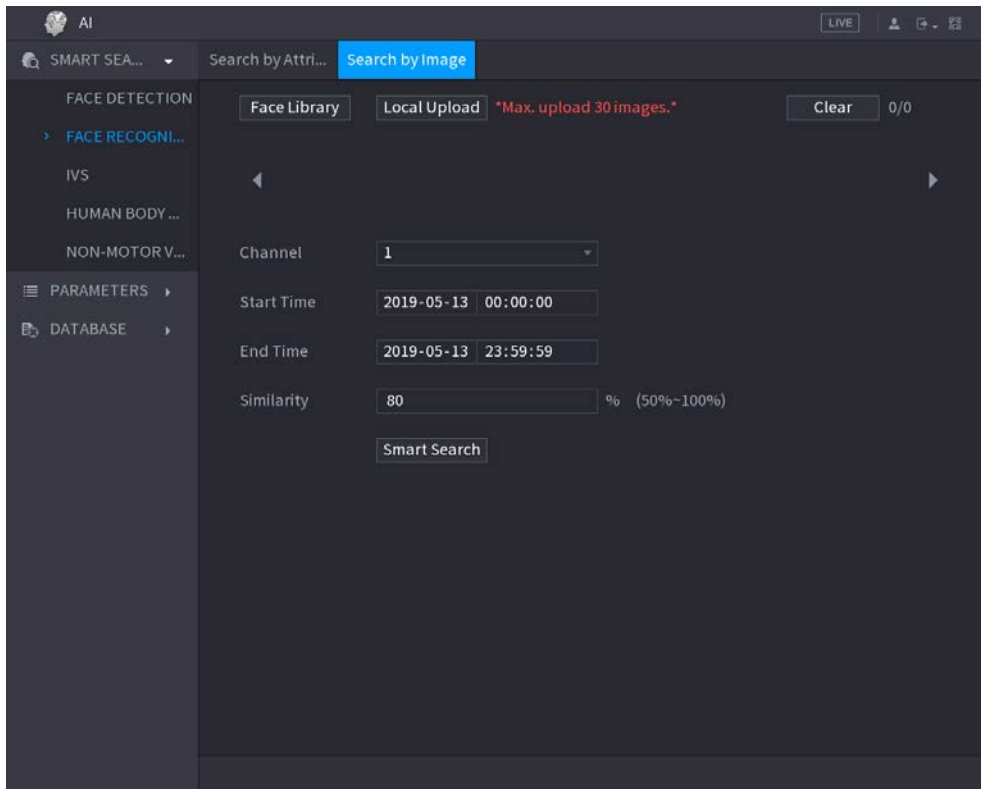 AI
LIVE
SMART SEA...
Search by Attri...
Search by Image
FACE DETECTION
FACE RECOGNI...
IVS
HUMAN BODY ...
NON-MOTOR V...
PARAMETERS
DATABASE
Face Library
Local Upload
*Max. upload 30 images.*
Clear
0/0
Channel
1
Start Time
2019-05-13 00:00:00
End Time
2019-05-13 23:59:59
Similarity
80
% (50%~100%)
Smart Search